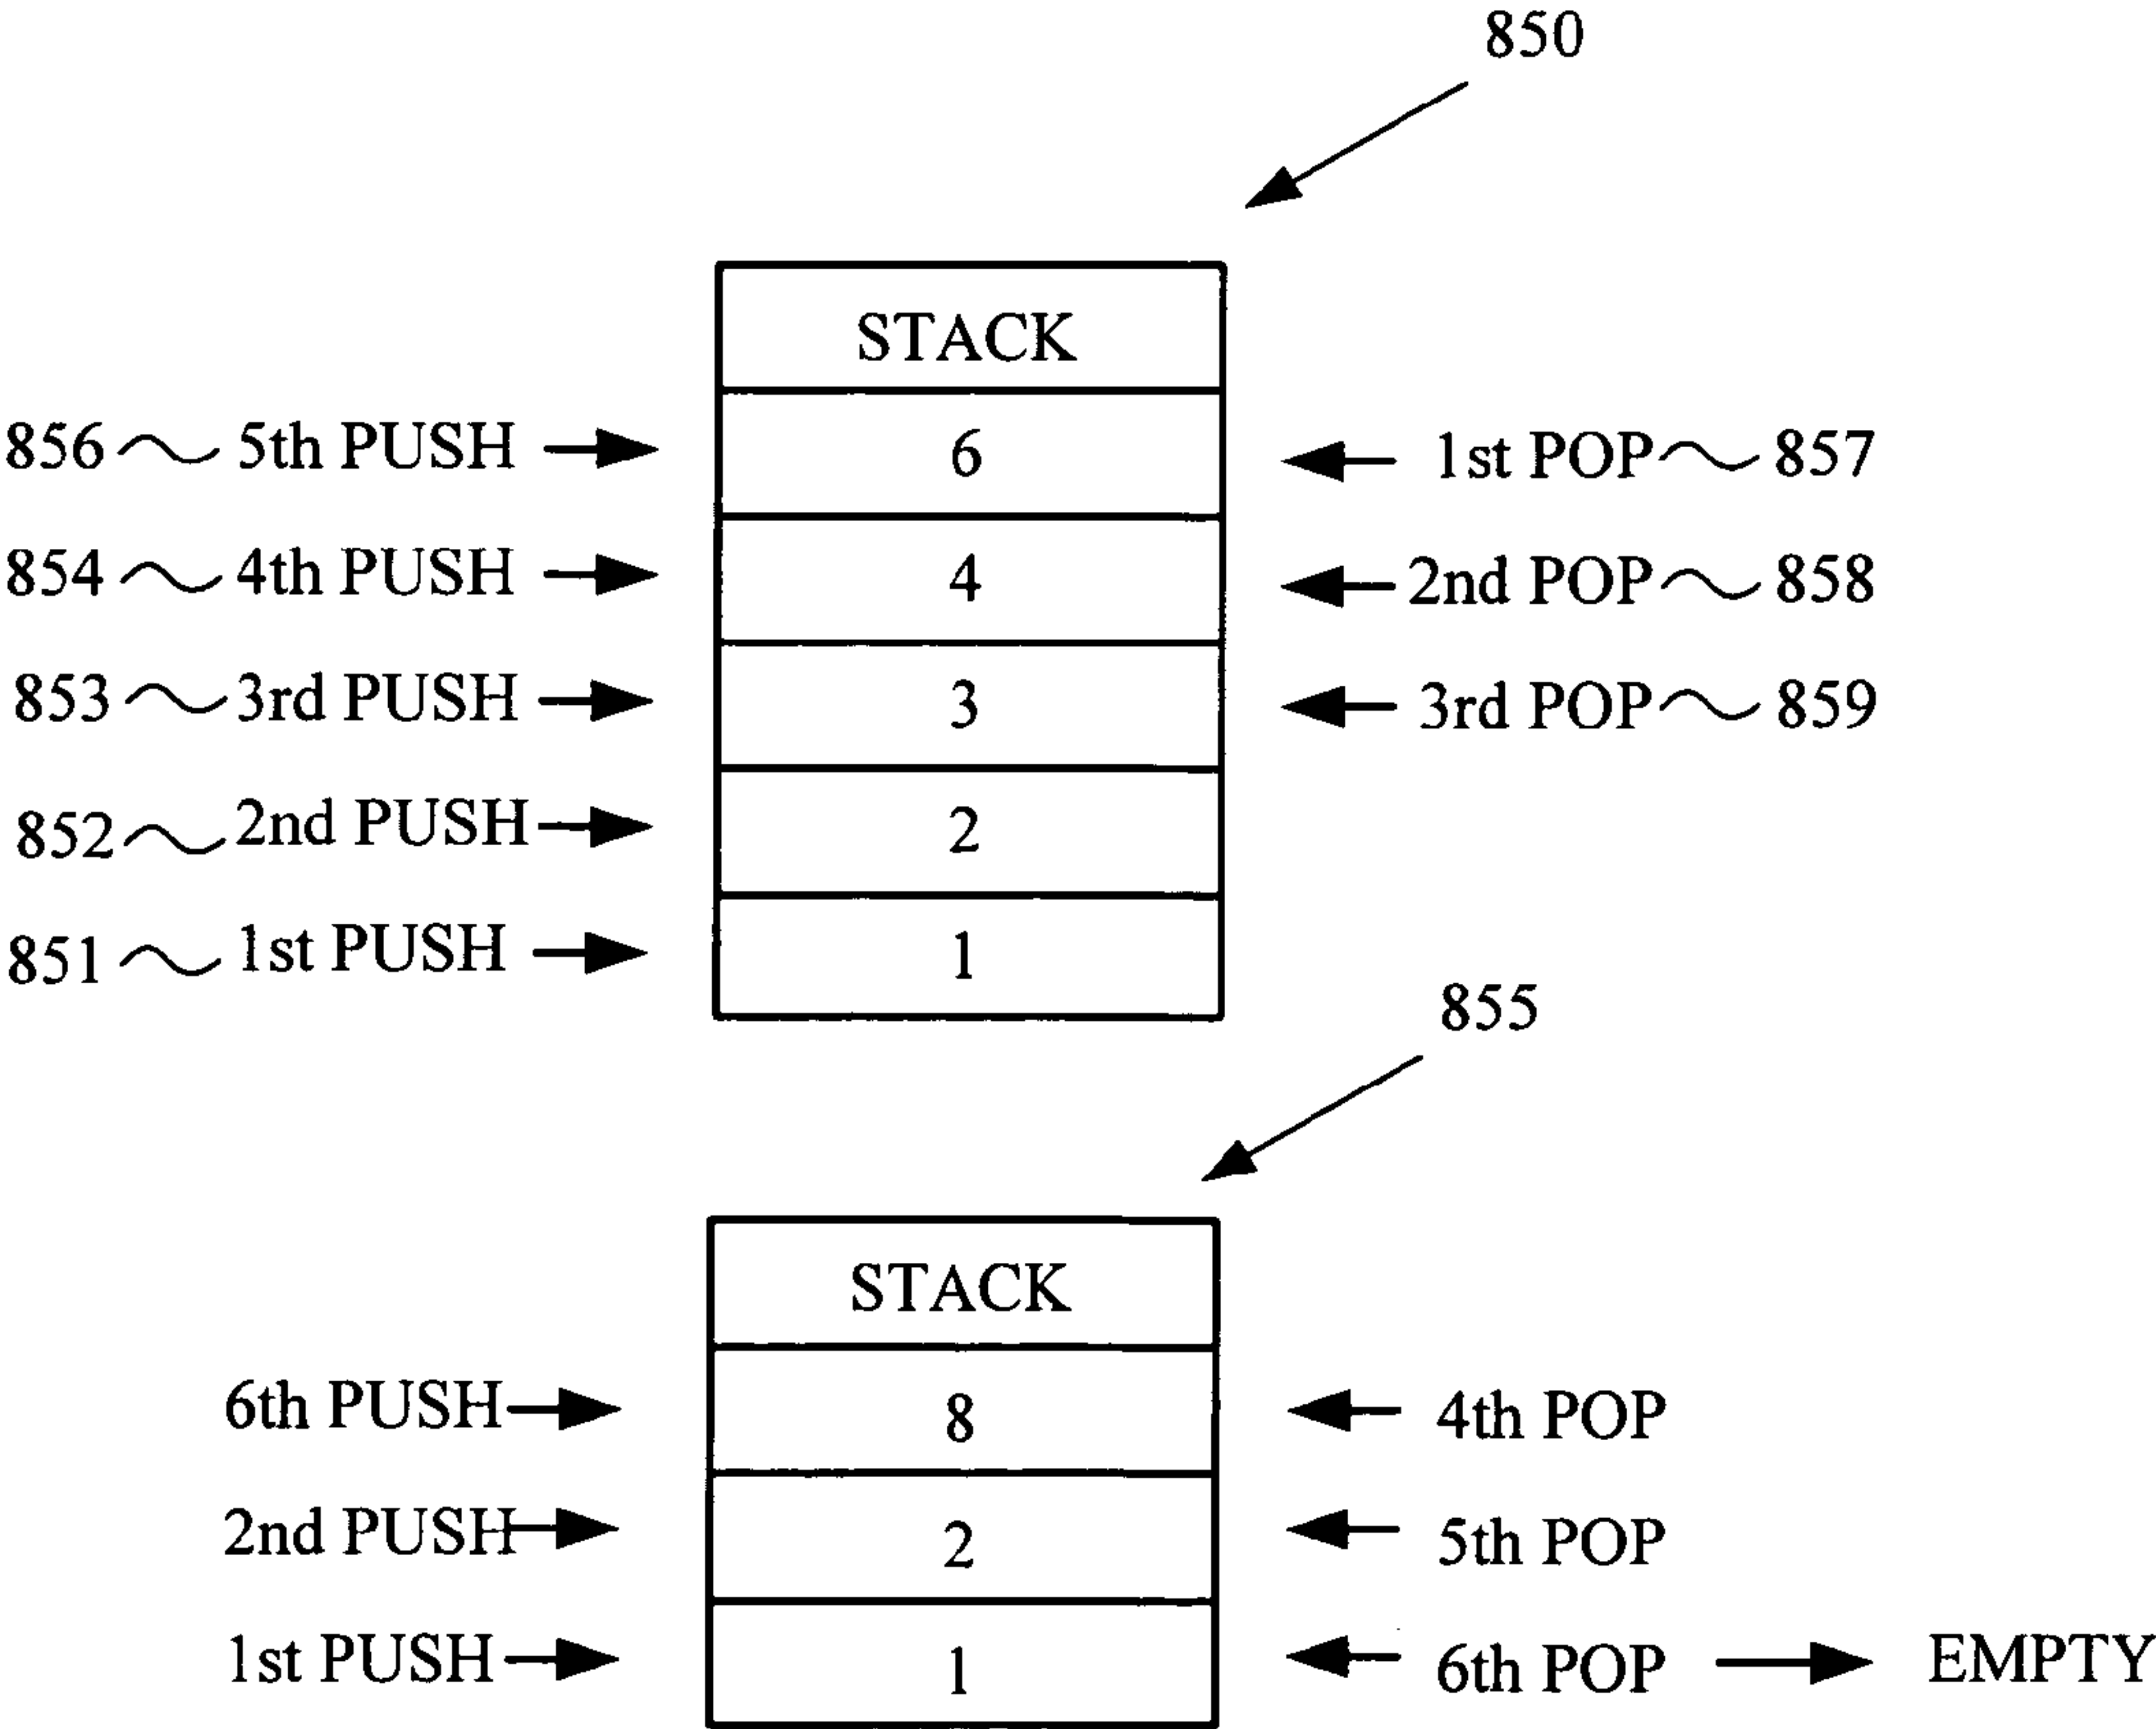 850
STACK
856 5th PUSH 6 1st POP 857
854 4th PUSH 4 2nd POP 858
853 3rd PUSH 3 3rd POP 859
852 2nd PUSH 2
851 1st PUSH 1
855
STACK
6th PUSH 8 4th POP
2nd PUSH 2 5th POP
1st PUSH 1 6th POP EMPTY